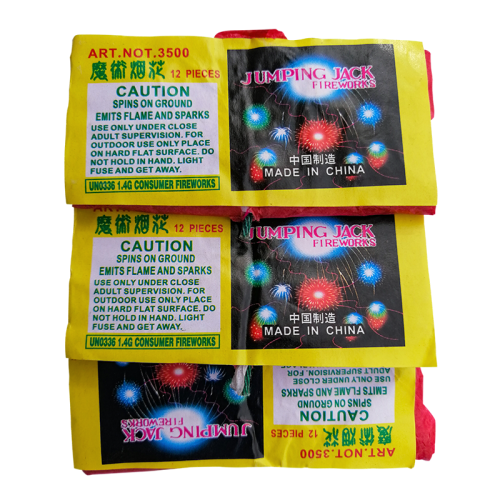 ART.NOT.3500
魔術烟花 12 PIECES
CAUTION
SPINS ON GROUND
EMITS FLAME AND SPARKS
USE ONLY UNDER CLOSE
ADULT SUPERVISION. FOR
OUTDOOR USE ONLY PLACE
ON HARD FLAT SURFACE. DO
NOT HOLD IN HAND. LIGHT
FUSE AND GET AWAY.
UN0336 1.4G CONSUMER FIREWORKS
JUMPING JACK
FIREWORKS
中国制造
MADE IN CHINA
魔術烟花 12 PIECES
CAUTION
SPINS ON GROUND
EMITS FLAME AND SPARKS
USE ONLY UNDER CLOSE
ADULT SUPERVISION. FOR
OUTDOOR USE ONLY PLACE
ON HARD FLAT SURFACE. DO
NOT HOLD IN HAND. LIGHT
FUSE AND GET AWAY.
UN0336 1.4G CONSUMER FIREWORKS
JUMPING JACK
FIREWORKS
中国制造
MADE IN CHINA
ART.NOT.3500
魔術烟花 12 PIECES
CAUTION
SPINS ON GROUND
EMITS FLAME AND SPARKS
USE ONLY UNDER CLOSE
ADULT SUPERVISION. FOR
JUMPING JACK
FIREWORKS